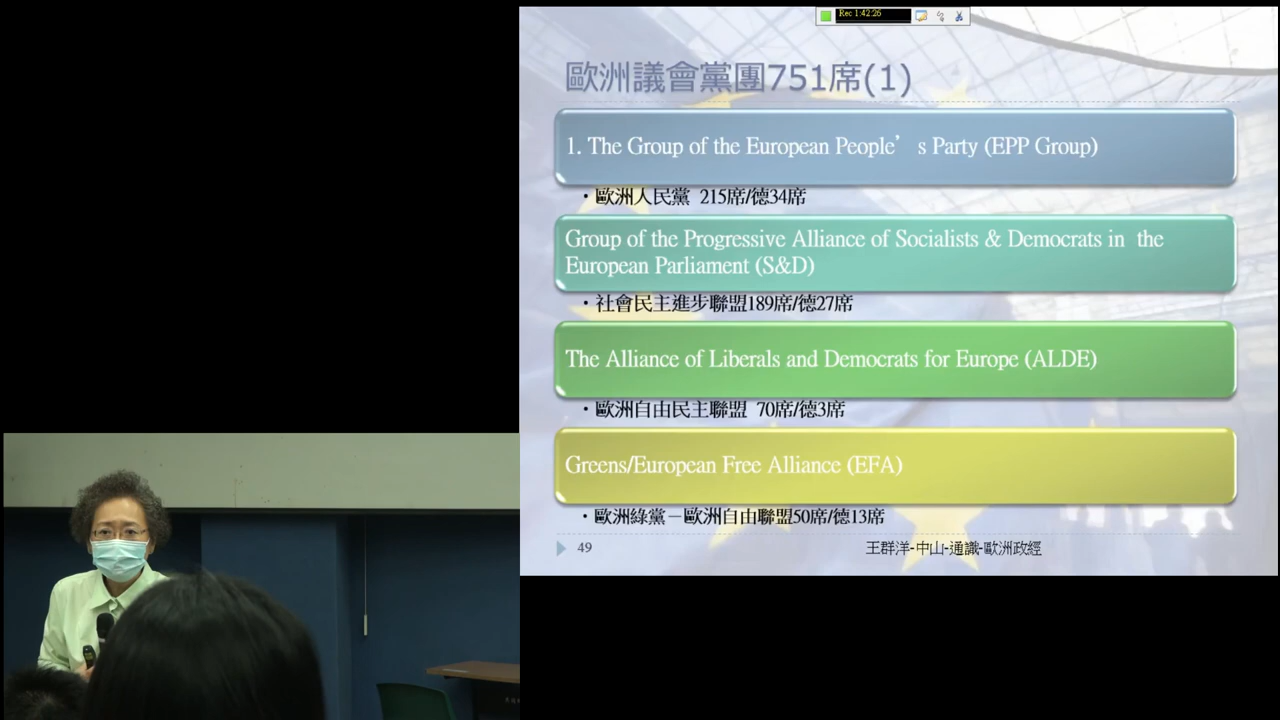 Rec 1:42:26
歐洲議會黨團751席(1)
1. The Group of the European People’ s Party (EPP Group)
・歐洲人民黨 215席/德34席
Group of the Progressive Alliance of Socialists & Democrats in the
European Parliament (S&D)
・社會民主進步聯盟189席/德27席
The Alliance of Liberals and Democrats for Europe (ALDE)
・歐洲自由民主聯盟 70席/德3席
Greens/European Free Alliance (EFA)
・歐洲綠黨－歐洲自由聯盟50席/德13席
49
王群洋-中山-通識-歐洲政經